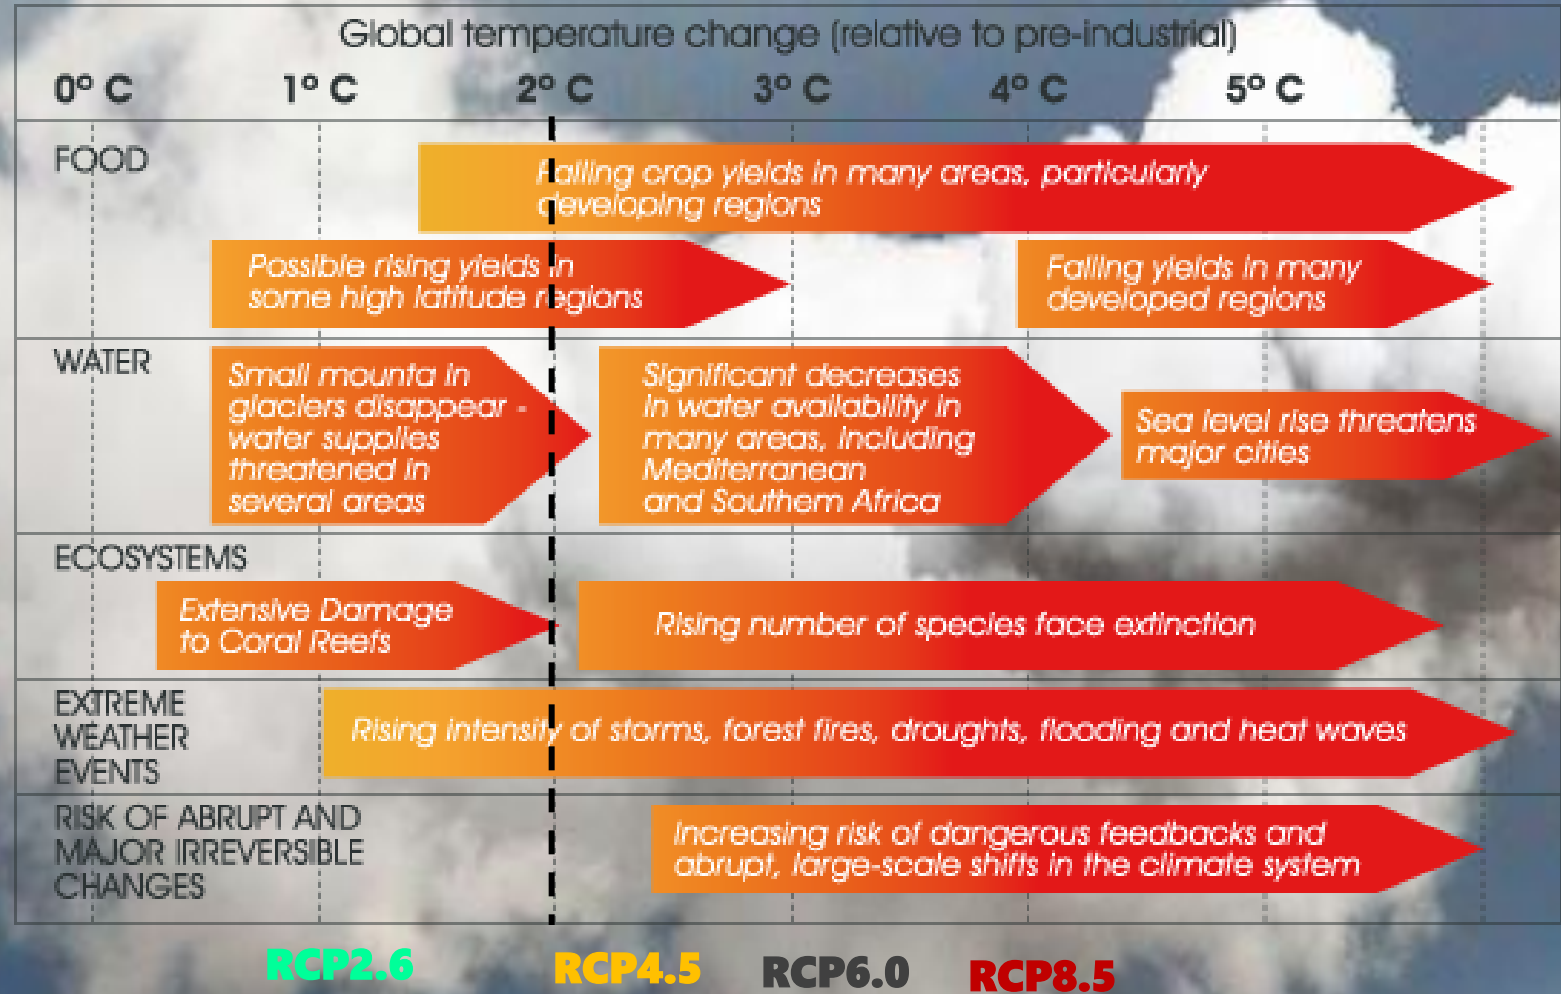 Global temperature change (relative to pre-industrial)
0° C 1° C 2° C 3° C 4° C 5° C
FOOD
Falling crop yields in many areas, particularly
developing regions
Possible rising yields in
some high latitude regions
Falling yields in many
developed regions
WATER
Small mounta in
glaciers disappear -
water supplies
threatened in
several areas
Significant decreases
in water availability in
many areas, including
Mediterranean
and Southern Africa
Sea level rise threatens
major cities
ECOSYSTEMS
Extensive Damage
to Coral Reefs
Rising number of species face extinction
EXTREME
WEATHER
EVENTS
Rising intensity of storms, forest fires, droughts, flooding and heat waves
RISK OF ABRUPT AND
MAJOR IRREVERSIBLE
CHANGES
Increasing risk of dangerous feedbacks and
abrupt, large-scale shifts in the climate system
RCP2.6 RCP4.5 RCP6.0 RCP8.5